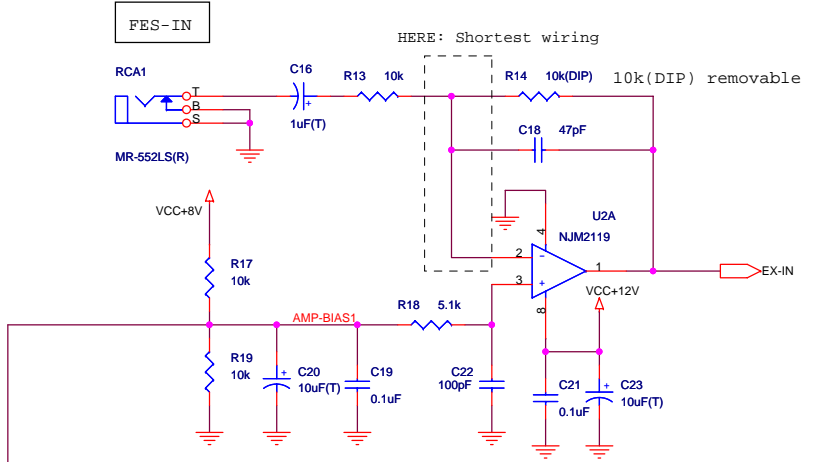 FES-IN
HERE: Shortest wiring
RCA1
C16
R13 10k
R14 10k(DIP)
10k(DIP) removable
T
B
S
1uF(T)
C18 47pF
MR-552LS(R)
VCC+8V
U2A
NJM2119
4
2
-
1
EX-IN
3
+
8
VCC+12V
R17
10k
R18 5.1k
AMP-BIAS1
R19
10k
C20
10uF(T)
C19
0.1uF
C22
100pF
C21
0.1uF
C23
10uF(T)
+
+
+